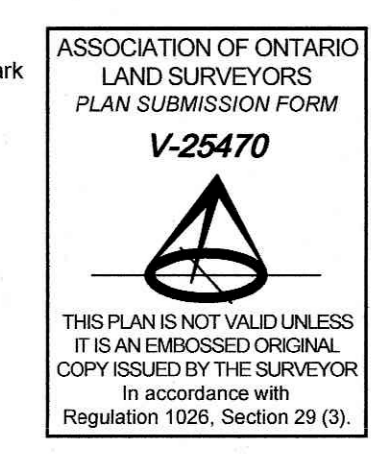 ark
ASSOCIATION OF ONTARIO
LAND SURVEYORS
PLAN SUBMISSION FORM
V-25470
THIS PLAN IS NOT VALID UNLESS
IT IS AN EMBOSSED ORIGINAL
COPY ISSUED BY THE SURVEYOR
In accordance with
Regulation 1026, Section 29 (3).